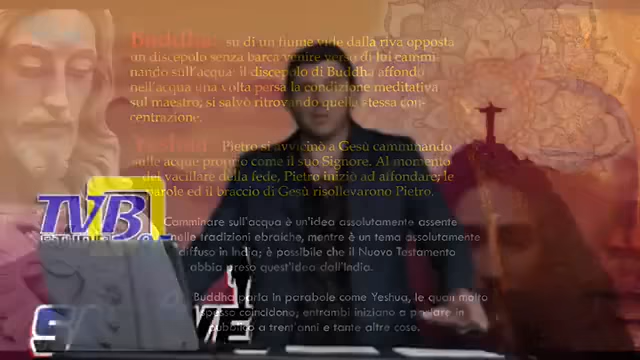 Buddha su di un fiume vide dalla riva opposta
un discepolo senza barca venire verso di lui cammi-
nando sull'acqua: il discepolo di Buddha affondò
nell'acqua una volta persa la condizione meditativa
sul maestro; si salvò ritrovando quella stessa con-
centrazione.
Yeshua Pietro si avvicinò a Gesù camminando
sulle acque proprio come il suo Signore. Al momento
del vacillare della fede, Pietro iniziò ad affondare; le
parole ed il braccio di Gesù risollevarono Pietro.
Camminare sull'acqua è un'idea assolutamente assente
nelle tradizioni ebraiche, mentre è un tema assolutamente
diffuso in India; è possibile che il Nuovo Testamento
abbia preso quest'idea dall'India.
Buddha parla in parabole come Yeshua, le quali molto
spesso coincidono, entrambi iniziano a parlare in
pubblico a trent'anni e tante altre cose.
TVB